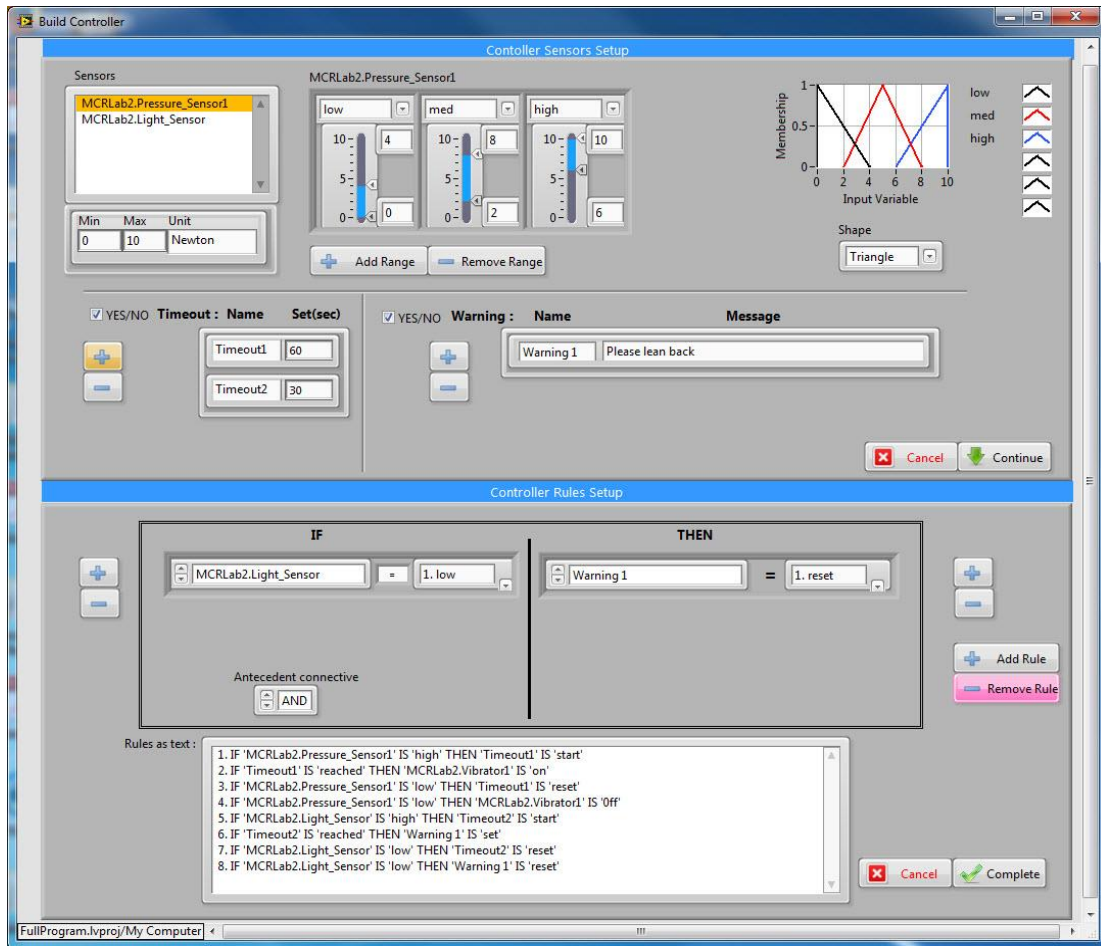 Build Controller
Contoller Sensors Setup
Sensors
MCRLab2.Pressure_Sensor1
MCRLab2.Light_Sensor
Min Max Unit
0 10 Newton
MCRLab2.Pressure_Sensor1
low med high
10 4 10 8 10 10
5 5 5
0 0 0 2 0 6
Add Range Remove Range
Membership
1
0.5
0
0 2 4 6 8 10
Input Variable
low
med
high
Shape
Triangle
YES/NO Timeout : Name Set(sec)
Timeout1 60
Timeout2 30
YES/NO Warning : Name Message
Warning 1 Please lean back
Cancel Continue
Controller Rules Setup
IF THEN
MCRLab2.Light_Sensor = 1. low Warning 1 = 1. reset
Antecedent connective
AND
Add Rule
Remove Rule
Rules as text :
1. IF 'MCRLab2.Pressure_Sensor1' IS 'high' THEN 'Timeout1' IS 'start'
2. IF 'Timeout1' IS 'reached' THEN 'MCRLab2.Vibrator1' IS 'on'
3. IF 'MCRLab2.Pressure_Sensor1' IS 'low' THEN 'Timeout1' IS 'reset'
4. IF 'MCRLab2.Pressure_Sensor1' IS 'low' THEN 'MCRLab2.Vibrator1' IS '0ff'
5. IF 'MCRLab2.Light_Sensor' IS 'high' THEN 'Timeout2' IS 'start'
6. IF 'Timeout2' IS 'reached' THEN 'Warning 1' IS 'set'
7. IF 'MCRLab2.Light_Sensor' IS 'low' THEN 'Timeout2' IS 'reset'
8. IF 'MCRLab2.Light_Sensor' IS 'low' THEN 'Warning 1' IS 'reset'
Cancel Complete
FullProgram.lvproj/My Computer